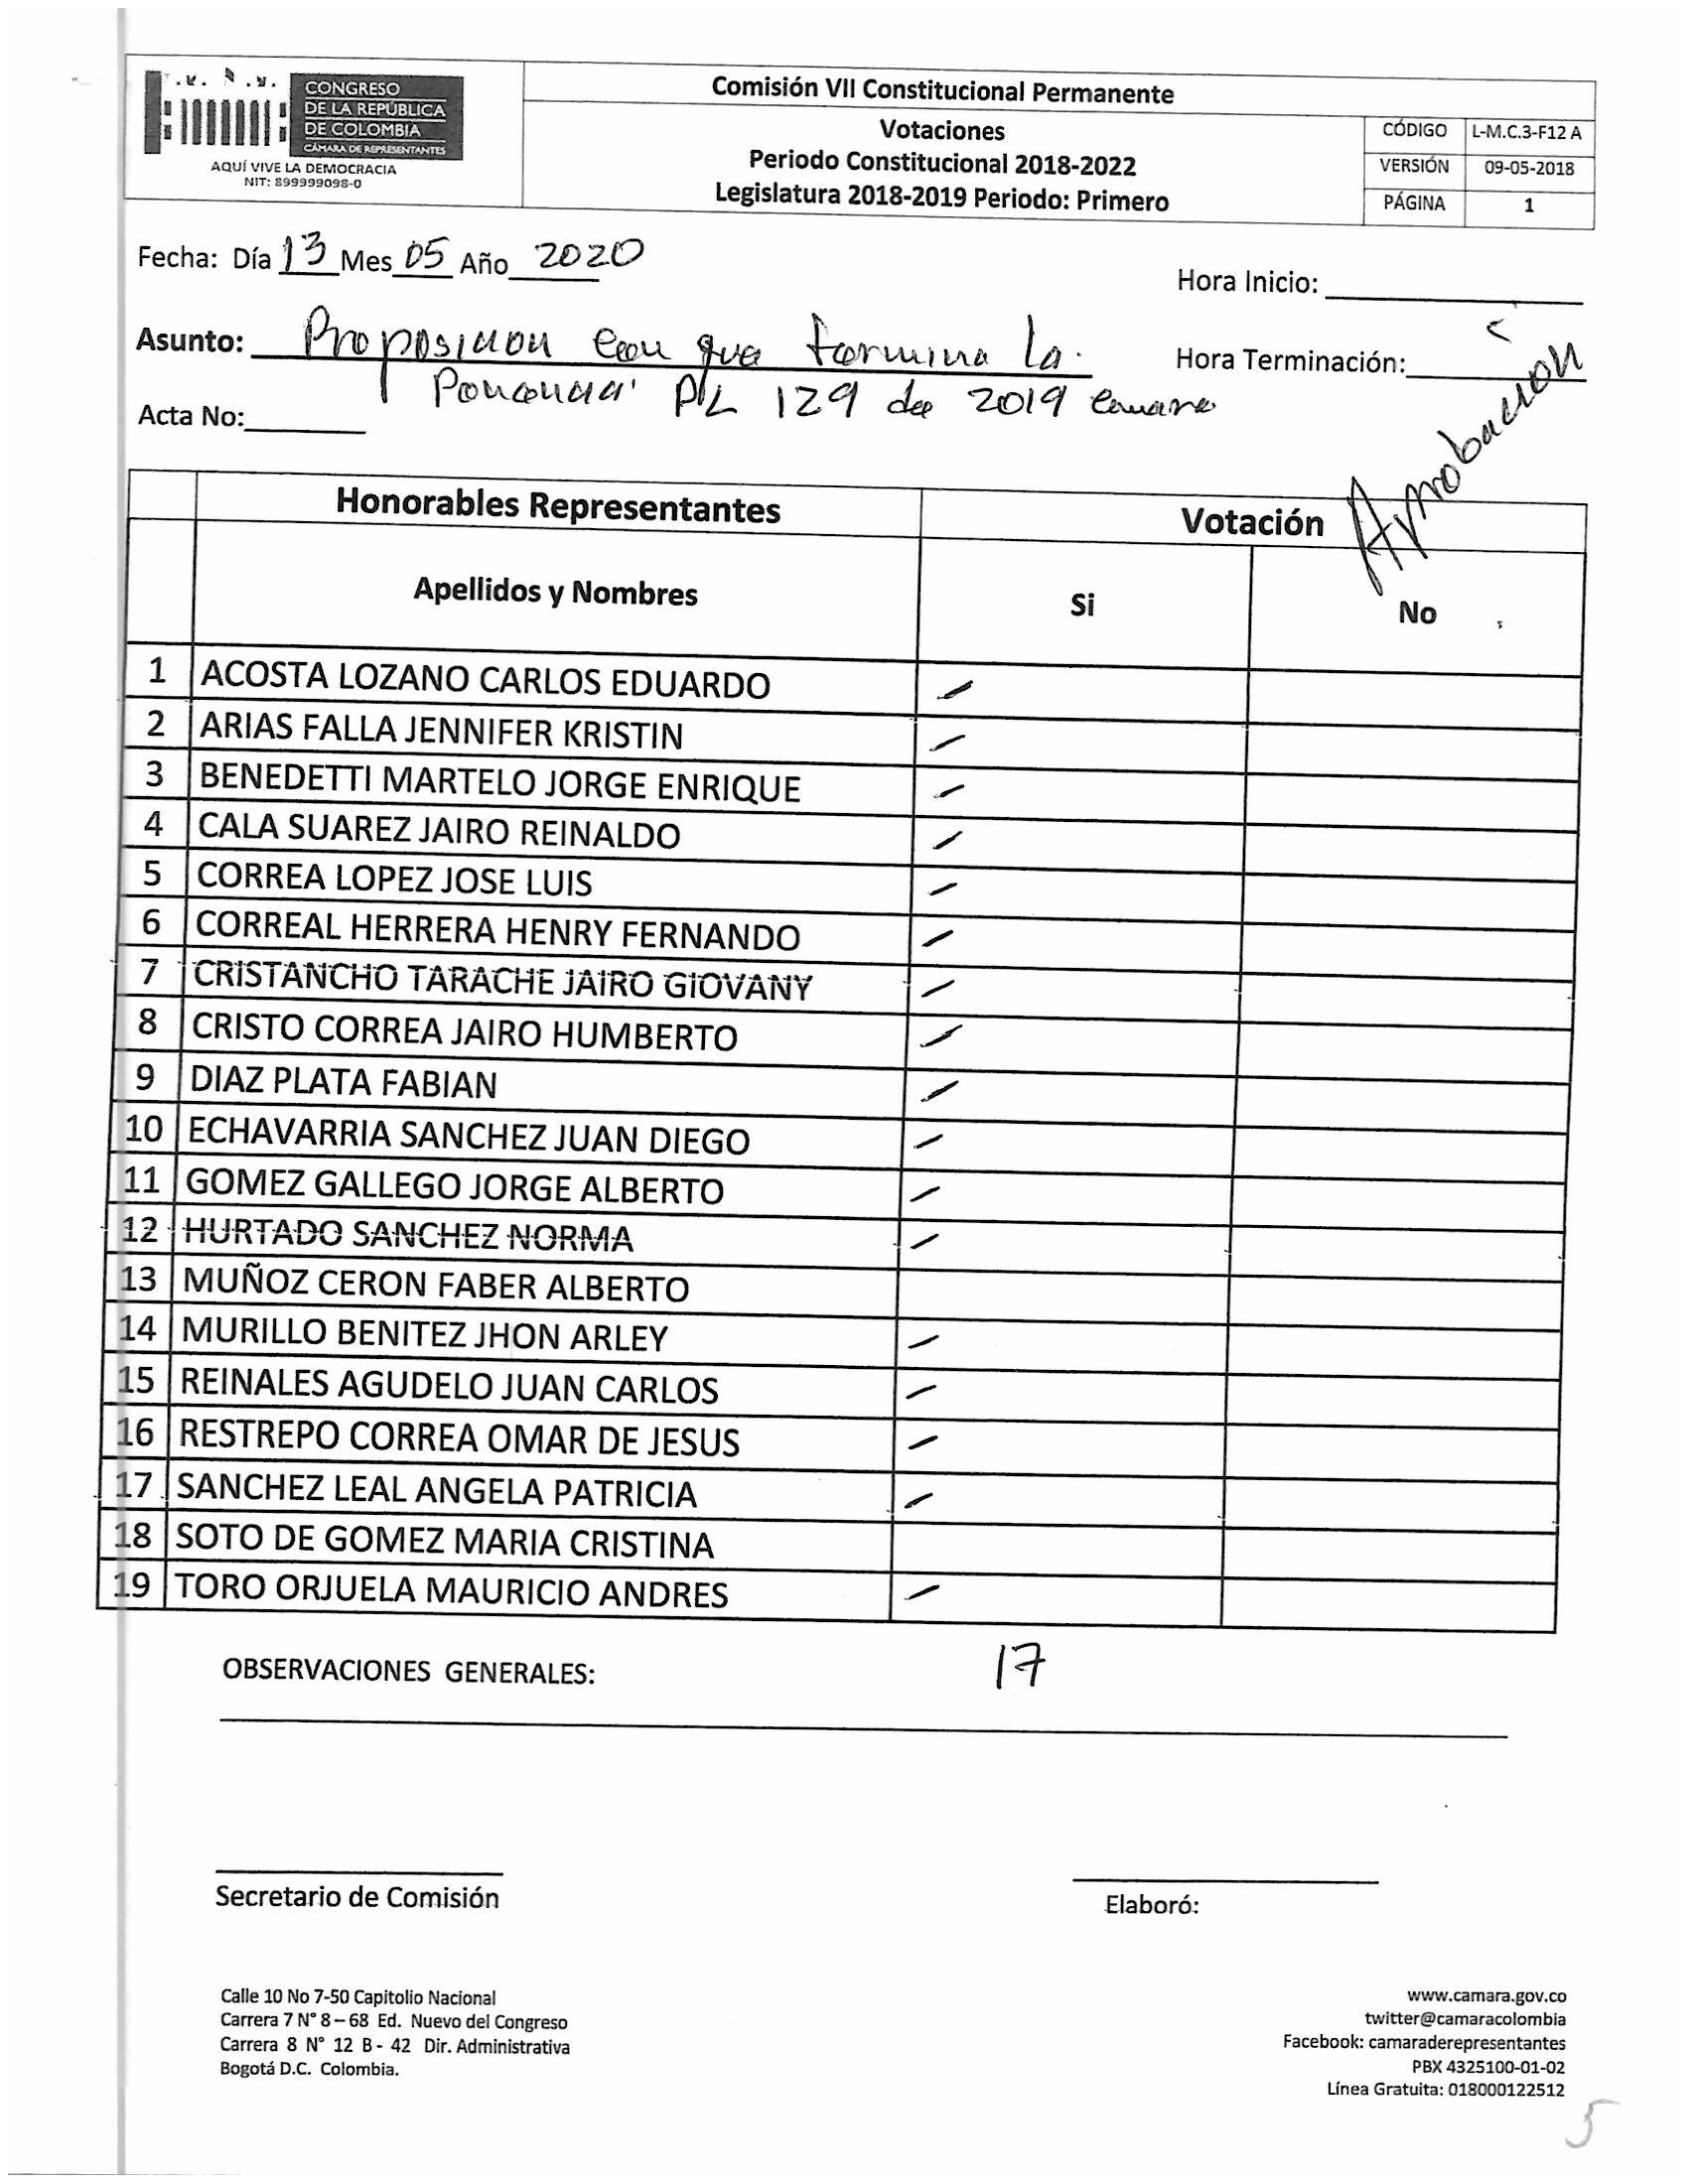 CONGRESO
DE LA REPÚBLICA
DE COLOMBIA
CÁMARA DE REPRESENTANTES
AQUÍ VIVE LA DEMOCRACIA
NIT: 899999098-0
Comisión VII Constitucional Permanente
Votaciones
Periodo Constitucional 2018-2022
Legislatura 2018-2019 Periodo: Primero
CÓDIGO L-M.C.3-F12 A
VERSIÓN 09-05-2018
PÁGINA 1
Fecha: Día 13 Mes 05 Año 2020
Hora Inicio:
Asunto: Proposicion con que termina la
Hora Terminación:
Ponencia PL 129 de 2019 Camara
Acta No:
Aprobacion
Honorables Representantes Votación
Apellidos y Nombres Si No
1 ACOSTA LOZANO CARLOS EDUARDO
2 ARIAS FALLA JENNIFER KRISTIN
3 BENEDETTI MARTELO JORGE ENRIQUE
4 CALA SUAREZ JAIRO REINALDO
5 CORREA LOPEZ JOSE LUIS
6 CORREAL HERRERA HENRY FERNANDO
7 CRISTANCHO TARACHE JAIRO GIOVANY
8 CRISTO CORREA JAIRO HUMBERTO
9 DIAZ PLATA FABIAN
10 ECHAVARRIA SANCHEZ JUAN DIEGO
11 GOMEZ GALLEGO JORGE ALBERTO
12 HURTADO SANCHEZ NORMA
13 MUÑOZ CERON FABER ALBERTO
14 MURILLO BENITEZ JHON ARLEY
15 REINALES AGUDELO JUAN CARLOS
16 RESTREPO CORREA OMAR DE JESUS
17 SANCHEZ LEAL ANGELA PATRICIA
18 SOTO DE GOMEZ MARIA CRISTINA
19 TORO ORJUELA MAURICIO ANDRES
OBSERVACIONES GENERALES: 17
Secretario de Comisión
Elaboró:
Calle 10 No 7-50 Capitolio Nacional
Carrera 7 N° 8 – 68 Ed. Nuevo del Congreso
Carrera 8 N° 12 B - 42 Dir. Administrativa
Bogotá D.C. Colombia.
www.camara.gov.co
twitter@camaracolombia
Facebook: camaraderepresentantes
PBX 4325100-01-02
Línea Gratuita: 018000122512
5